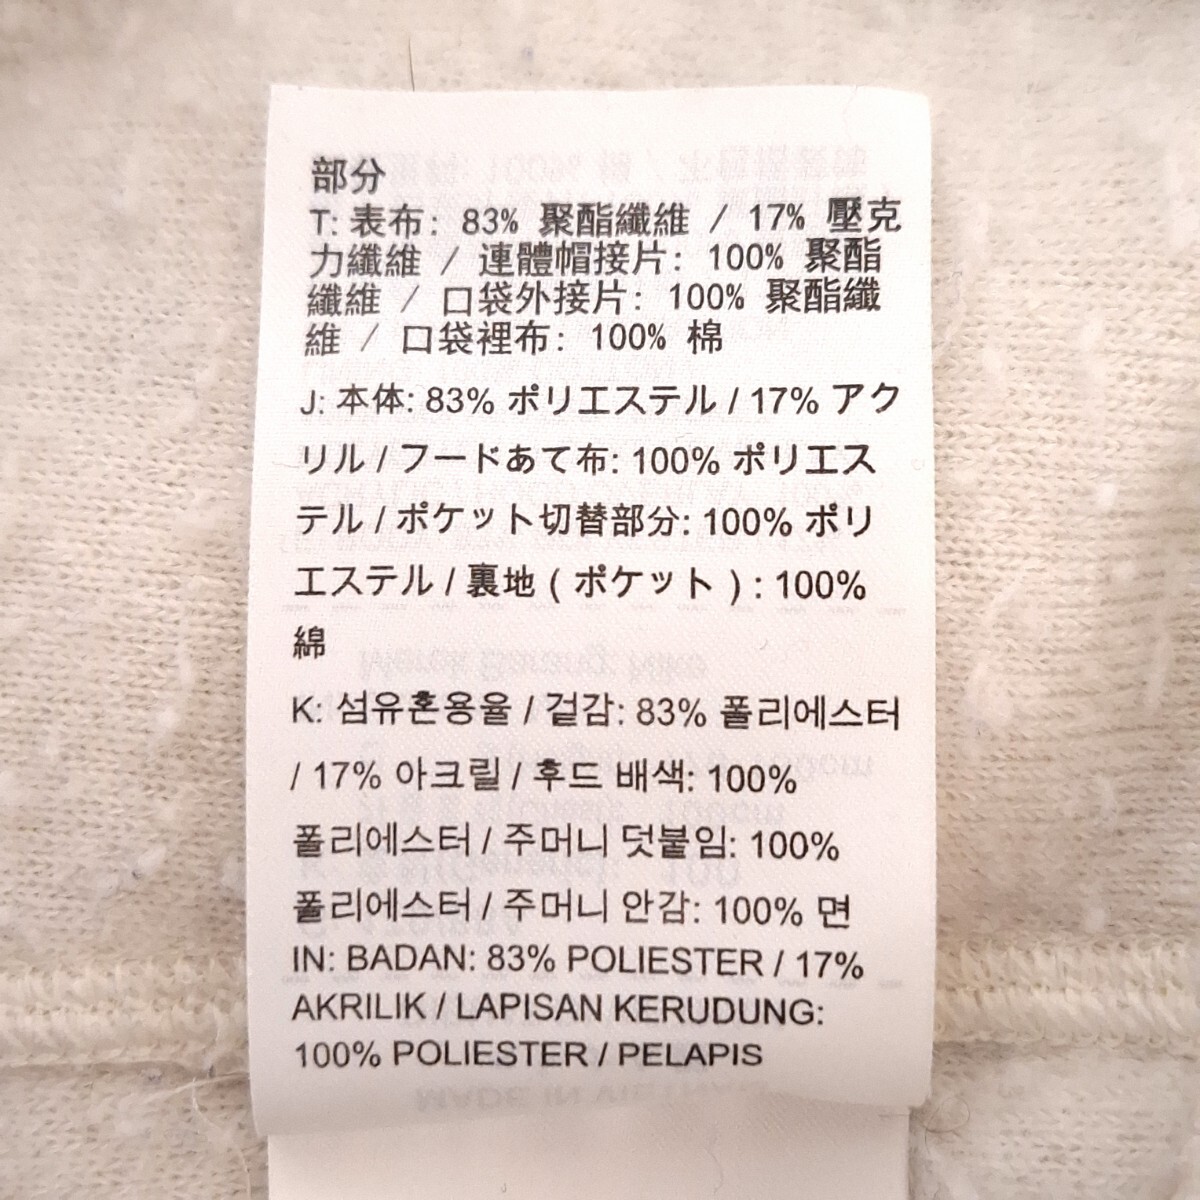 部分
T: 表布: 83% 聚酯纖維 / 17% 壓克
力纖維 / 連體帽接片: 100% 聚酯
纖維 / 口袋外接片: 100% 聚酯纖
維 / 口袋裡布: 100% 棉
J: 本体: 83% ポリエステル / 17% アク
リル / フードあて布: 100% ポリエス
テル / ポケット切替部分: 100% ポリ
エステル / 裏地 ( ポケット ) : 100%
綿
K: 섬유혼용율 / 겉감: 83% 폴리에스터
/ 17% 아크릴 / 후드 배색: 100%
폴리에스터 / 주머니 덧붙임: 100%
폴리에스터 / 주머니 안감: 100% 면
IN: BADAN: 83% POLIESTER / 17%
AKRILIK / LAPISAN KERUDUNG:
100% POLIESTER / PELAPIS